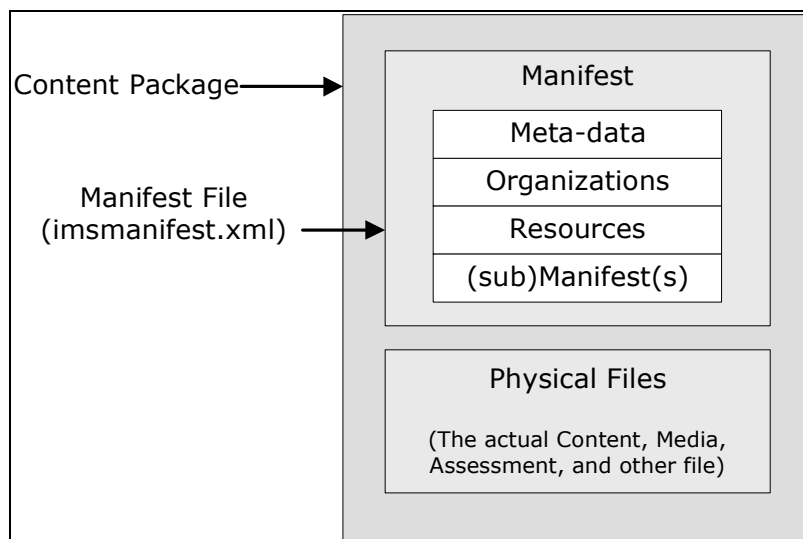 Content Package
Manifest File
(imsmanifest.xml)
Manifest
Meta-data
Organizations
Resources
(sub)Manifest(s)
Physical Files
(The actual Content, Media,
Assessment, and other file)